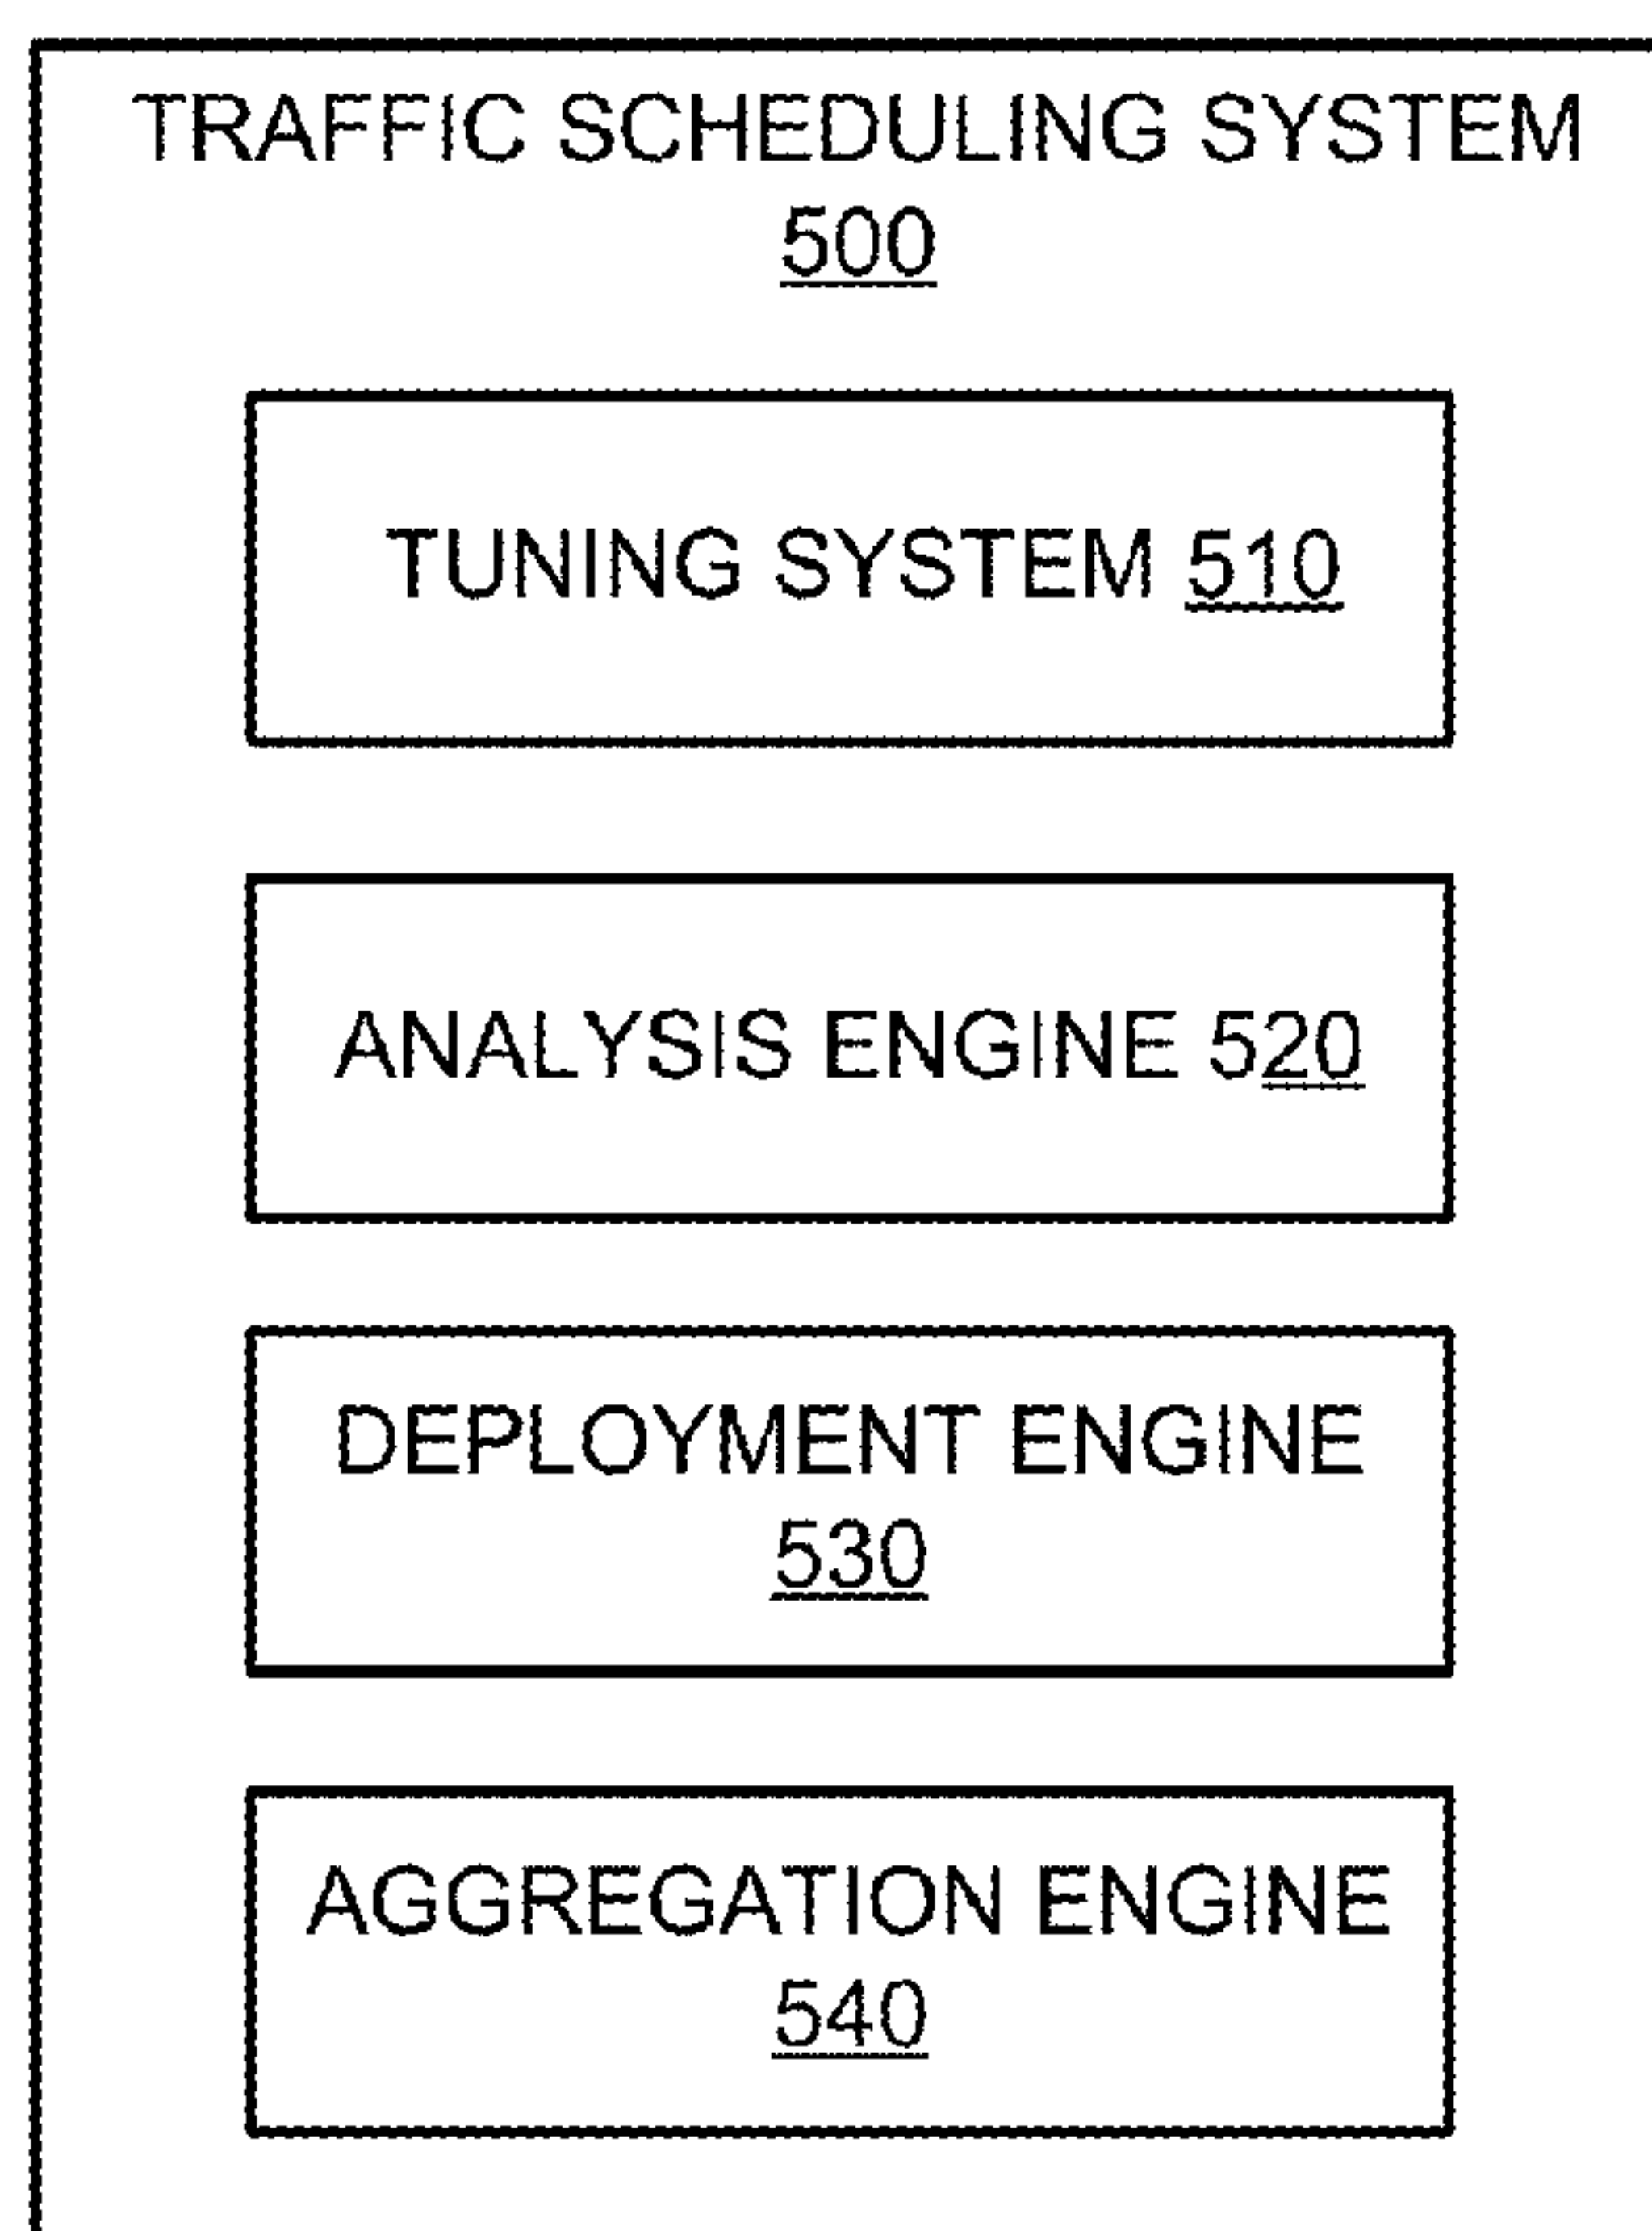 TRAFFIC SCHEDULING SYSTEM
500
TUNING SYSTEM 510
ANALYSIS ENGINE 520
DEPLOYMENT ENGINE
530
AGGREGATION ENGINE
540